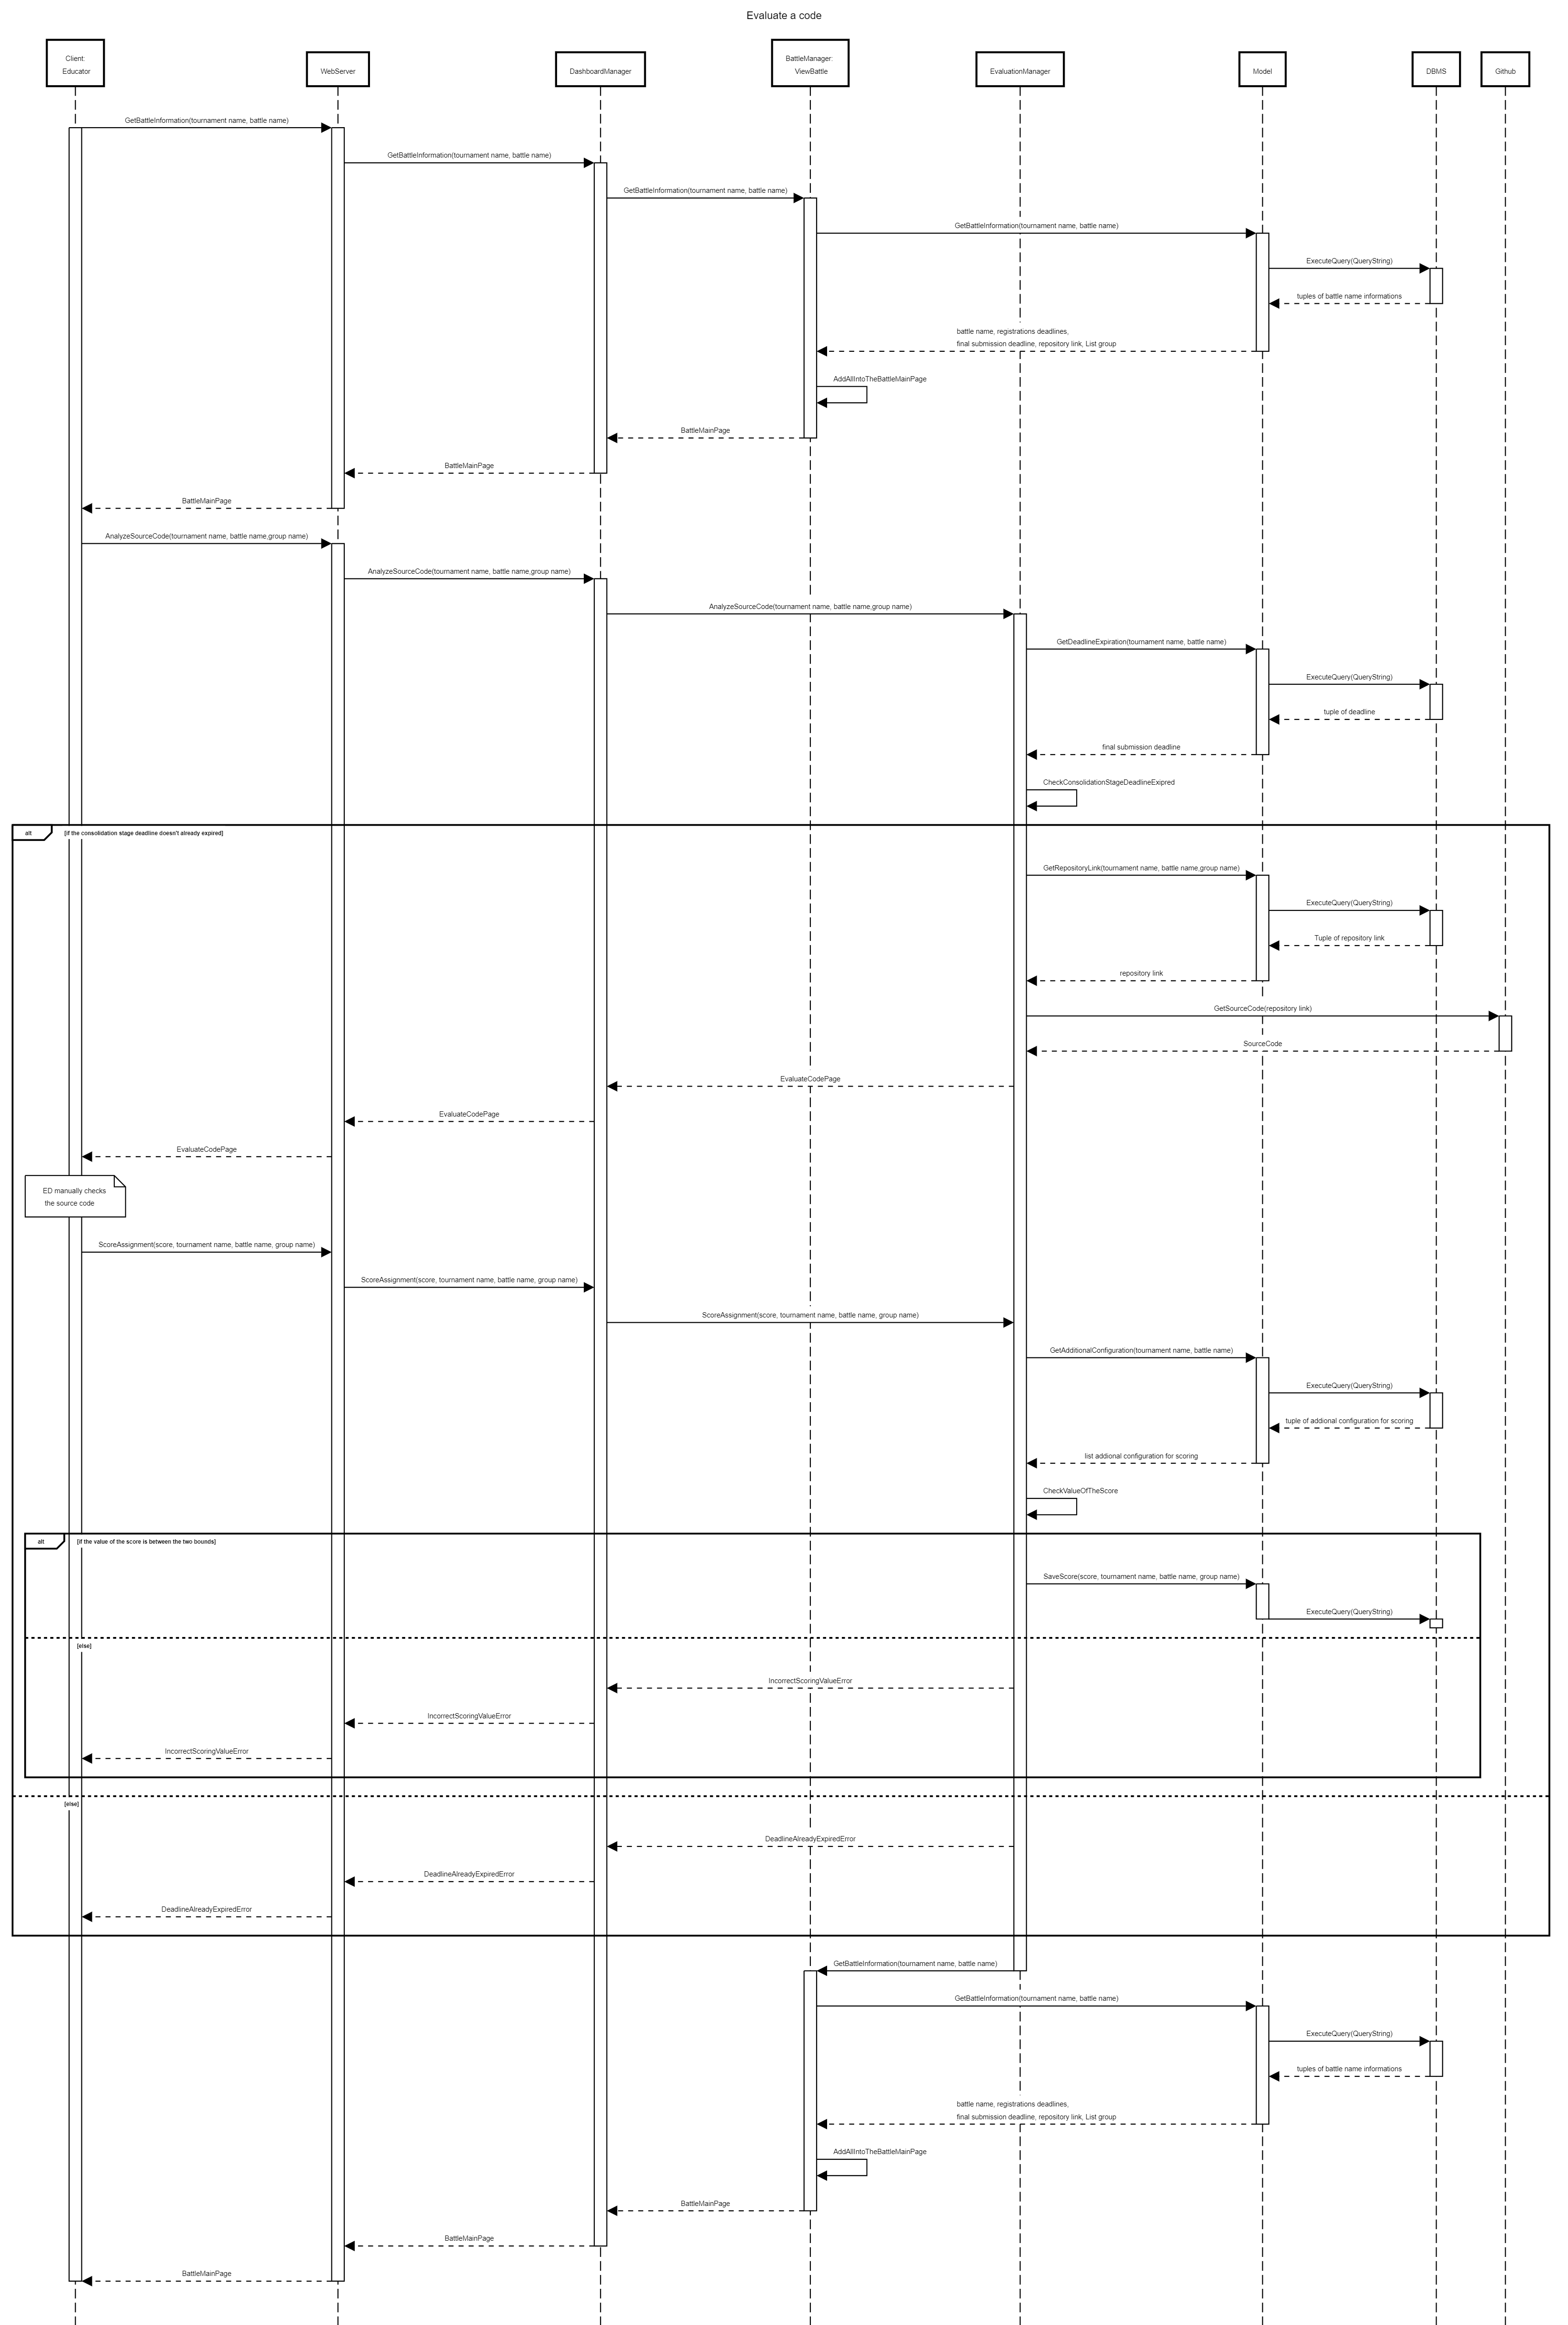 Evaluate a code
Client:
Educator
WebServer
DashboardManager
BattleManager:
ViewBattle
EvaluationManager
Model
DBMS
Github
GetBattleInformation(tournament name, battle name)
GetBattleInformation(tournament name, battle name)
GetBattleInformation(tournament name, battle name)
GetBattleInformation(tournament name, battle name)
ExecuteQuery(QueryString)
tuples of battle name informations
battle name, registrations deadlines,
final submission deadline, repository link, List group
AddAllIntoTheBattleMainPage
BattleMainPage
BattleMainPage
BattleMainPage
AnalyzeSourceCode(tournament name, battle name,group name)
AnalyzeSourceCode(tournament name, battle name,group name)
AnalyzeSourceCode(tournament name, battle name,group name)
GetDeadlineExpiration(tournament name, battle name)
ExecuteQuery(QueryString)
tuple of deadline
final submission deadline
CheckConsolidationStageDeadlineExipred
alt
[if the consolidation stage deadline doesn't already expired]
GetRepositoryLink(tournament name, battle name,group name)
ExecuteQuery(QueryString)
Tuple of repository link
repository link
GetSourceCode(repository link)
SourceCode
EvaluateCodePage
EvaluateCodePage
EvaluateCodePage
ED manually checks
the source code
ScoreAssignment(score, tournament name, battle name, group name)
ScoreAssignment(score, tournament name, battle name, group name)
ScoreAssignment(score, tournament name, battle name, group name)
GetAdditionalConfiguration(tournament name, battle name)
ExecuteQuery(QueryString)
tuple of addional configuration for scoring
list addional configuration for scoring
CheckValueOfTheScore
alt
[if the value of the score is between the two bounds]
SaveScore(score, tournament name, battle name, group name)
ExecuteQuery(QueryString)
[else]
IncorrectScoringValueError
IncorrectScoringValueError
IncorrectScoringValueError
[else]
DeadlineAlreadyExpiredError
DeadlineAlreadyExpiredError
DeadlineAlreadyExpiredError
GetBattleInformation(tournament name, battle name)
GetBattleInformation(tournament name, battle name)
ExecuteQuery(QueryString)
tuples of battle name informations
battle name, registrations deadlines,
final submission deadline, repository link, List group
AddAllIntoTheBattleMainPage
BattleMainPage
BattleMainPage
BattleMainPage